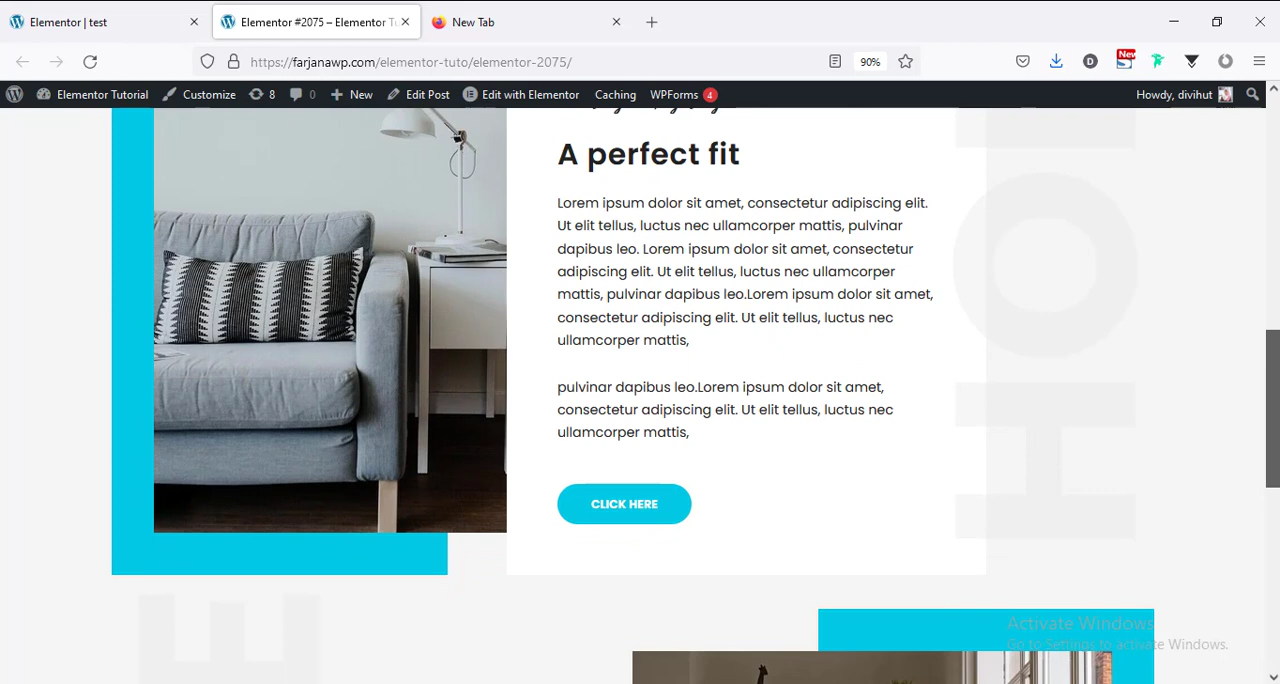 Elementor | test
Elementor #2075 – Elementor Tu
New Tab
https://farjanawp.com/elemenor-tuto/elementor-2075/
90%
New
Elementor Tutorial
Customize
8
0
New
Edit Post
Edit with Elementor
Caching
WPForms 4
Howdy, divihut
A perfect fit
Lorem ipsum dolor sit amet, consectetur adipiscing elit.
Ut elit tellus, luctus nec ullamcorper mattis, pulvinar
dapibus leo. Lorem ipsum dolor sit amet, consectetur
adipiscing elit. Ut elit tellus, luctus nec ullamcorper
mattis, pulvinar dapibus leo.Lorem ipsum dolor sit amet,
consectetur adipiscing elit. Ut elit tellus, luctus nec
ullamcorper mattis,
pulvinar dapibus leo.Lorem ipsum dolor sit amet,
consectetur adipiscing elit. Ut elit tellus, luctus nec
ullamcorper mattis,
CLICK HERE
HO
E
Activate Windows
Go to Settings to activate Windows.